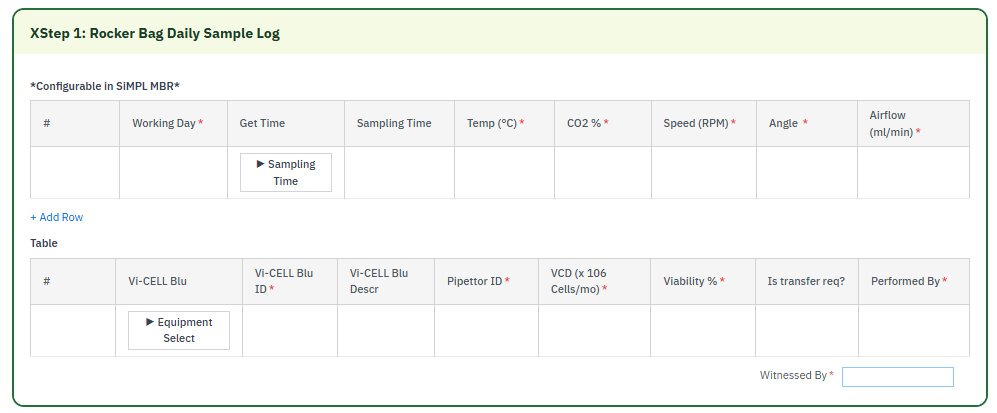 XStep 1: Rocker Bag Daily Sample Log
*Configurable in SiMPL MBR*
# Working Day * Get Time Sampling Time Temp (°C) * CO2 % * Speed (RPM) * Angle * Airflow (ml/min) *
▶ Sampling Time
+ Add Row
Table
# Vi-CELL Blu Vi-CELL Blu ID * Vi-CELL Blu Descr Pipettor ID * VCD (x 106 Cells/mo) * Viability % * Is transfer req? Performed By *
▶ Equipment Select
Witnessed By *